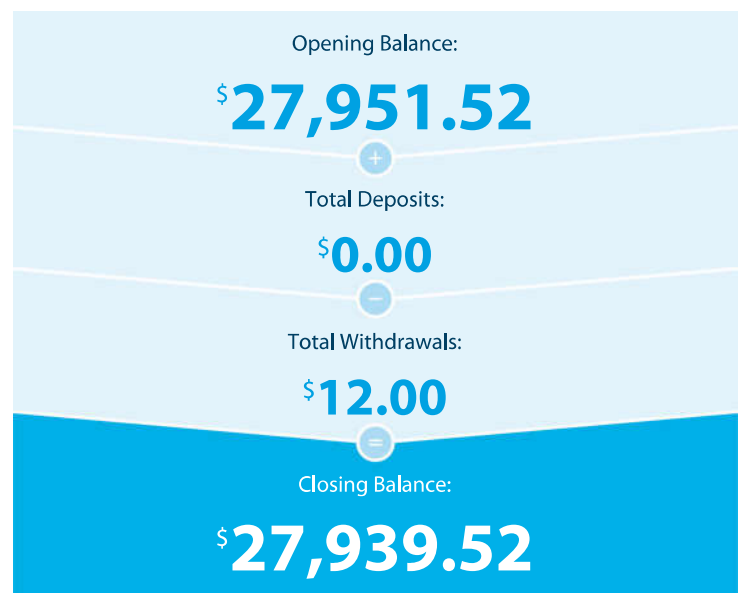 Opening Balance:
$27,951.52
+
Total Deposits:
$0.00
−
Total Withdrawals:
$12.00
=
Closing Balance:
$27,939.52